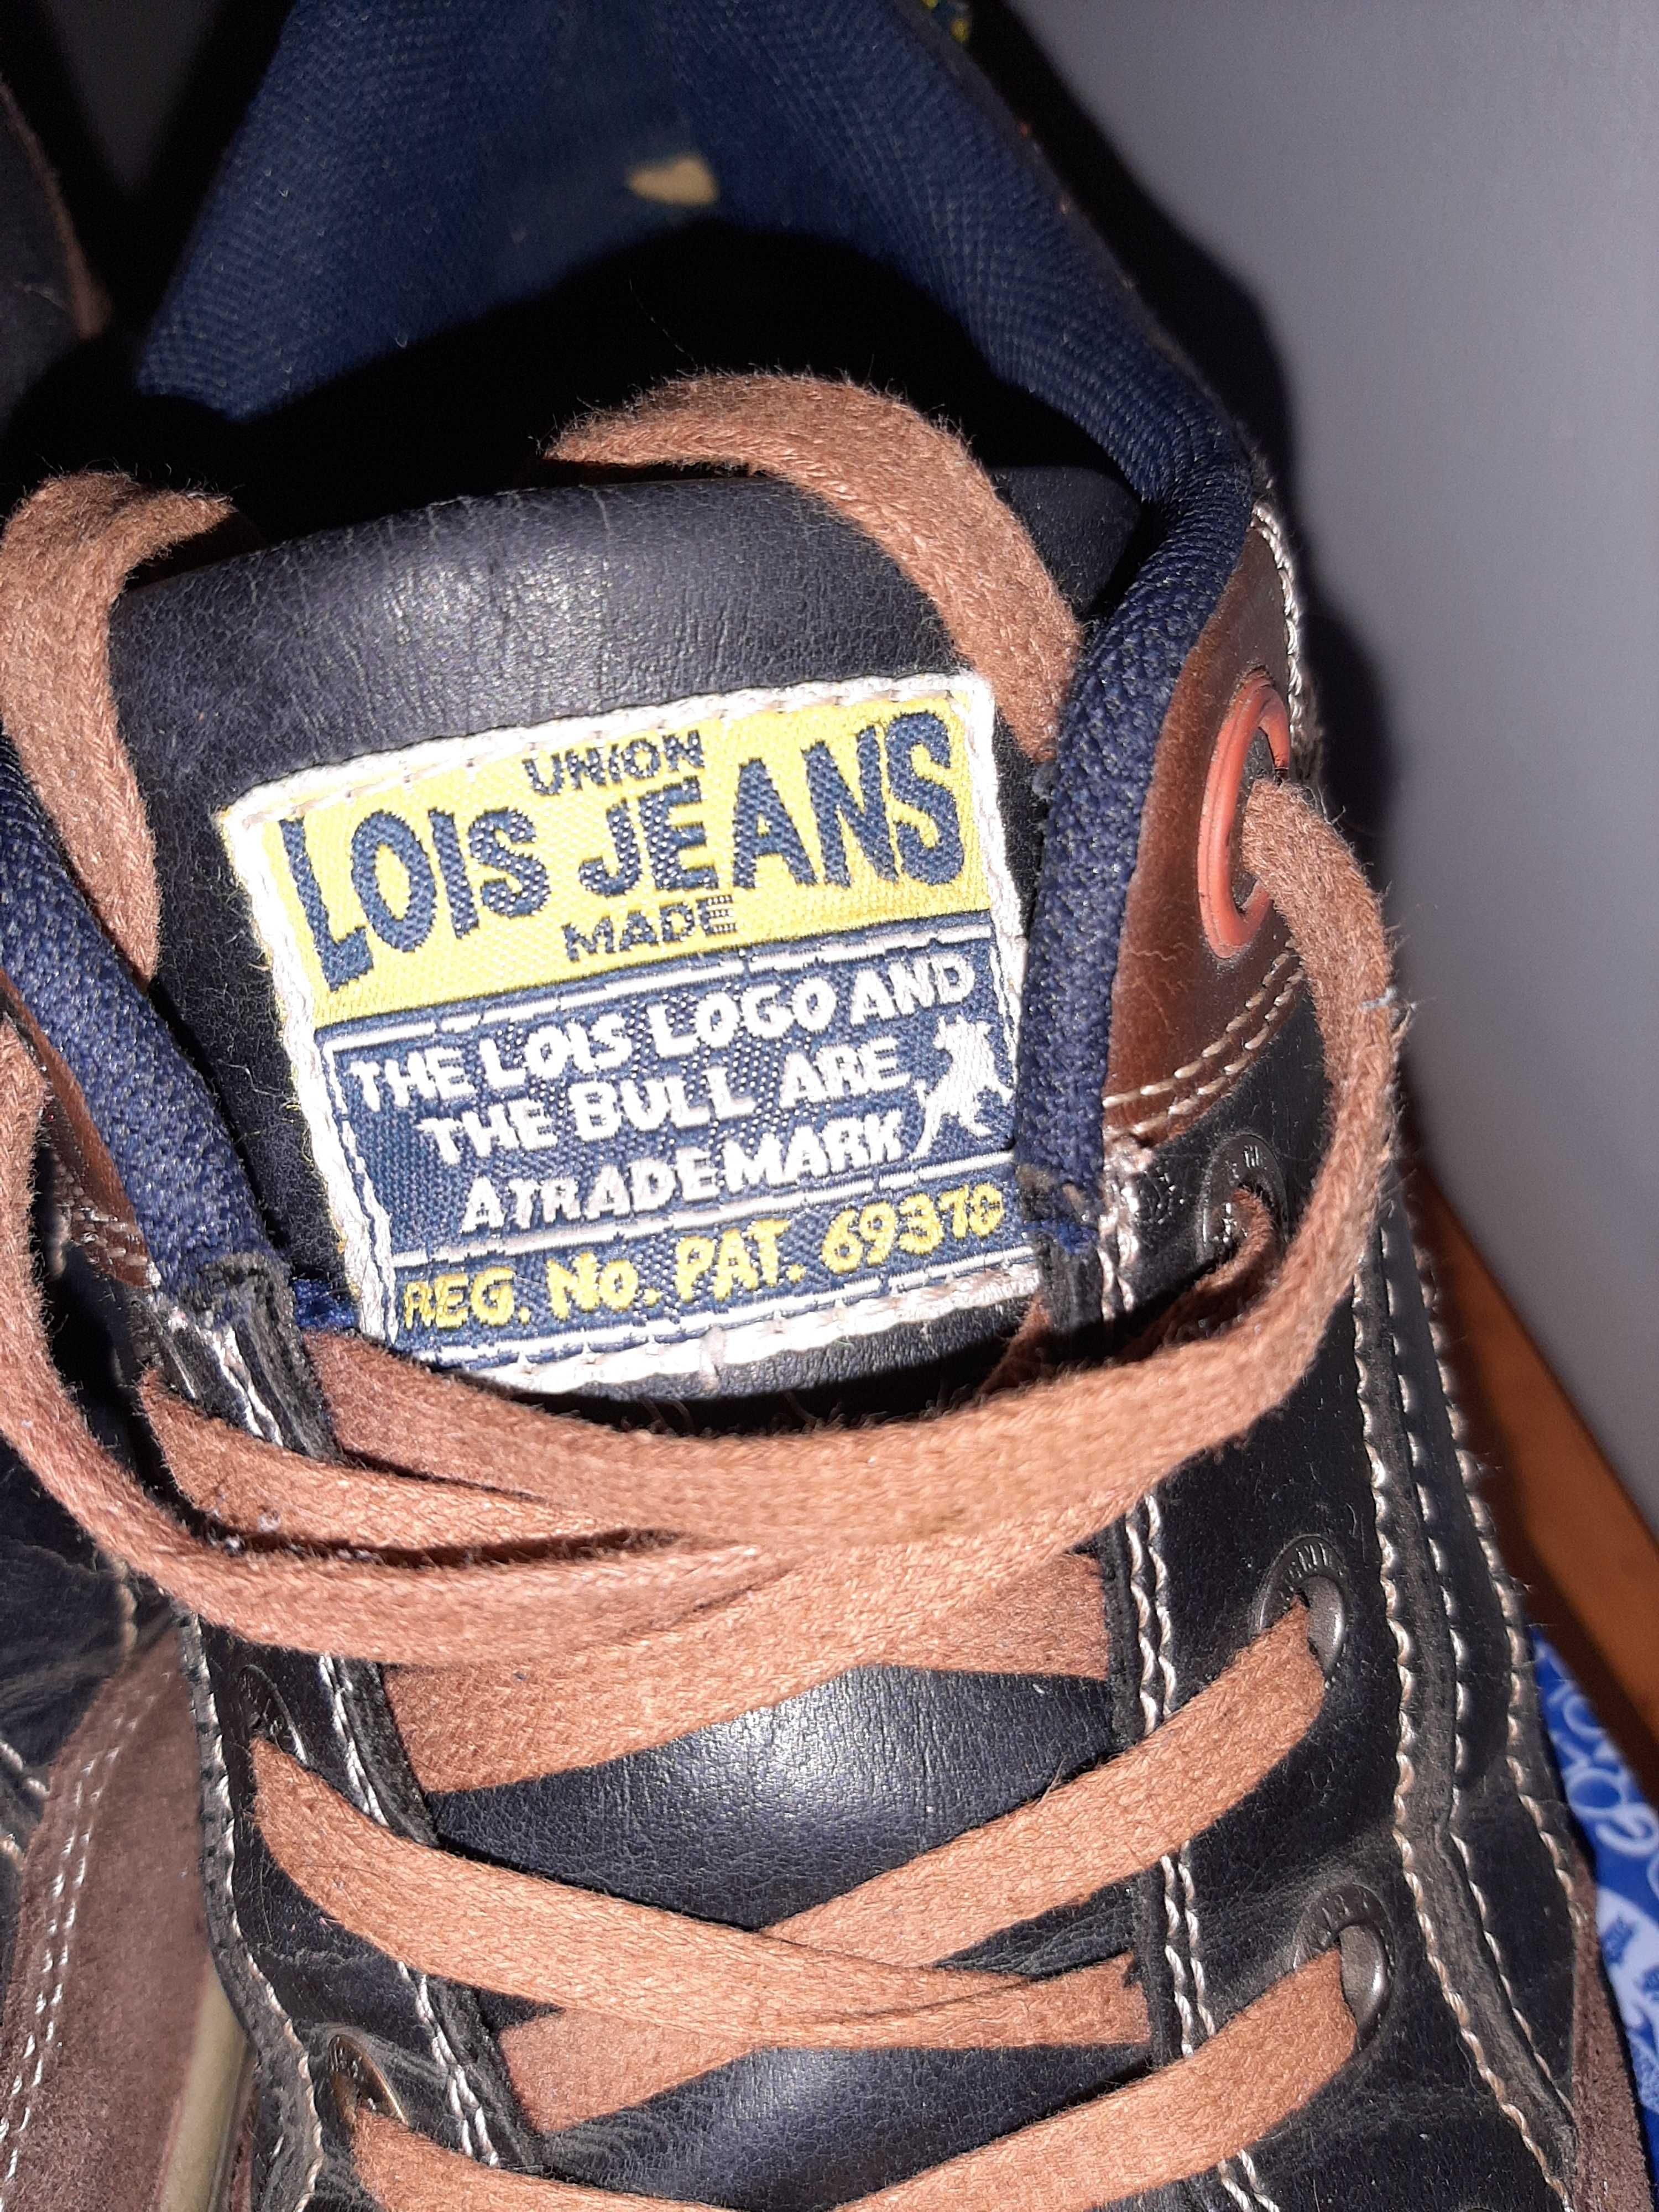 UNION
LOIS JEANS
MADE
THE LOIS LOGO AND
THE BULL ARE
A TRADEMARK
REG. No. PAT. 69370